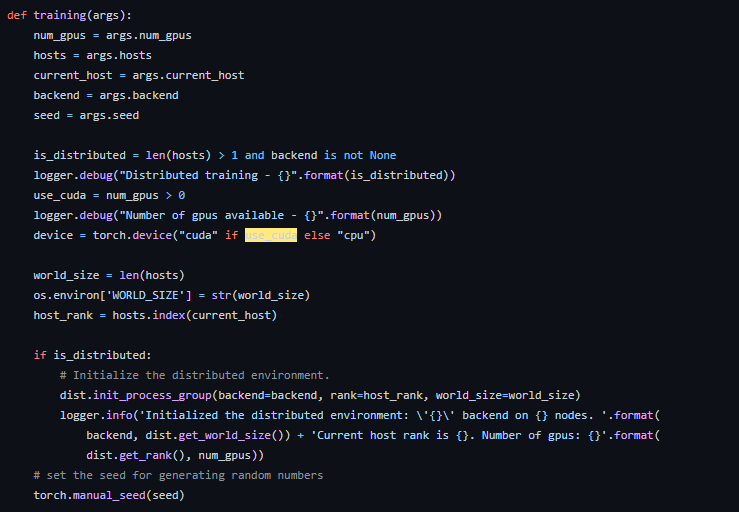 def training(args):
    num_gpus = args.num_gpus
    hosts = args.hosts
    current_host = args.current_host
    backend = args.backend
    seed = args.seed

    is_distributed = len(hosts) > 1 and backend is not None
    logger.debug("Distributed training - {}".format(is_distributed))
    use_cuda = num_gpus > 0
    logger.debug("Number of gpus available - {}".format(num_gpus))
    device = torch.device("cuda" if use_cuda else "cpu")

    world_size = len(hosts)
    os.environ['WORLD_SIZE'] = str(world_size)
    host_rank = hosts.index(current_host)

    if is_distributed:
        # Initialize the distributed environment.
        dist.init_process_group(backend=backend, rank=host_rank, world_size=world_size)
        logger.info('Initialized the distributed environment: \'{}\' backend on {} nodes. '.format(
            backend, dist.get_world_size()) + 'Current host rank is {}. Number of gpus: {}'.format(
            dist.get_rank(), num_gpus))
    # set the seed for generating random numbers
    torch.manual_seed(seed)